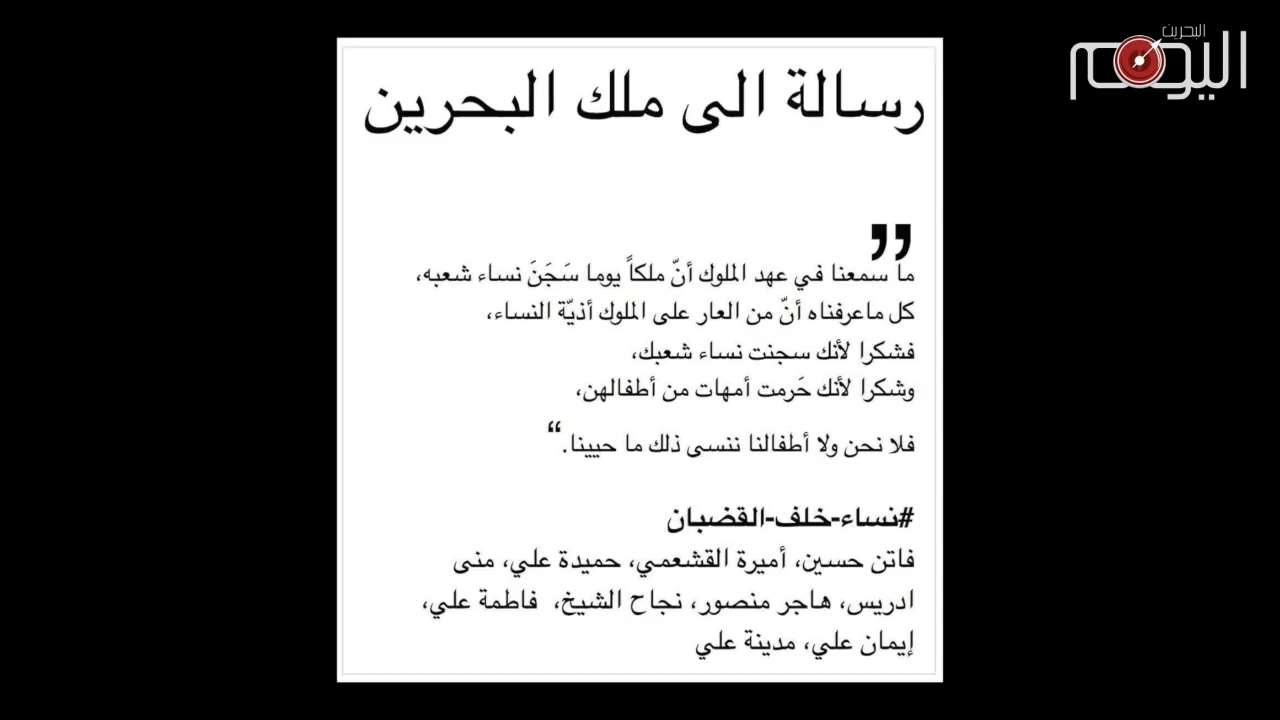 البحرين
اليوم
رسالة الى ملك البحرين
”
ما سمعنا في عهد الملوك أنّ ملكاً يوما سَجَنَ نساء شعبه،
كل ماعرفناه أنّ من العار على الملوك أذيّة النساء،
فشكرا لأنك سجنت نساء شعبك،
وشكرا لأنك حَرمت أمهات من أطفالهن،
فلا نحن ولا أطفالنا ننسى ذلك ما حيينا.“
#نساء-خلف-القضبان
فاتن حسين، أميرة القشعمي، حميدة علي، منى
ادريس، هاجر منصور، نجاح الشيخ، فاطمة علي،
إيمان علي، مدينة علي